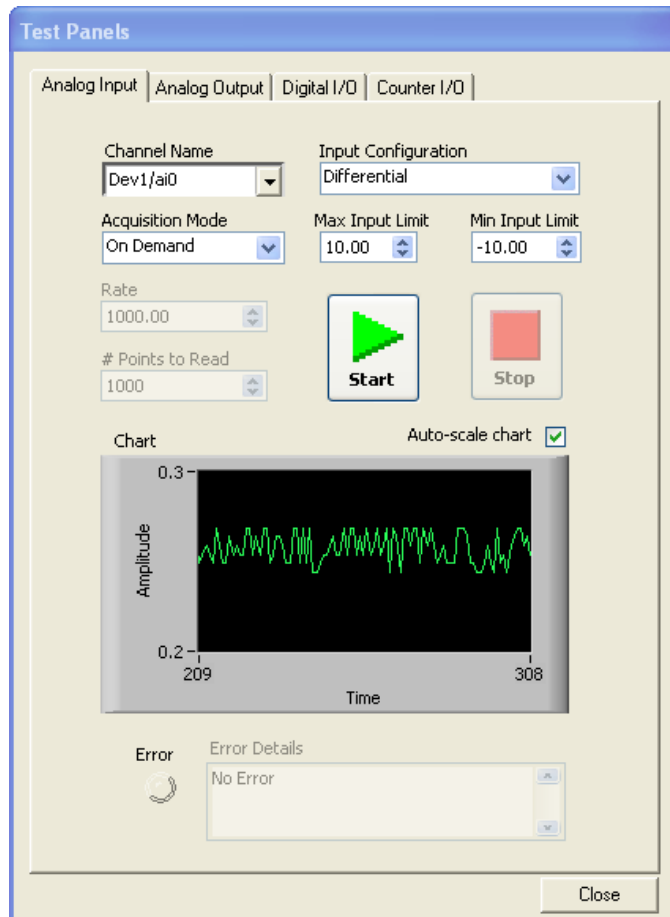 Test Panels
Analog Input Analog Output Digital I/O Counter I/O
Channel Name Input Configuration
Dev1/ai0 Differential
Acquisition Mode Max Input Limit Min Input Limit
On Demand 10.00 -10.00
Rate
1000.00
# Points to Read
1000
Start Stop
Chart Auto-scale chart
0.3
Amplitude
0.2
209 308
Time
Error Error Details
No Error
Close